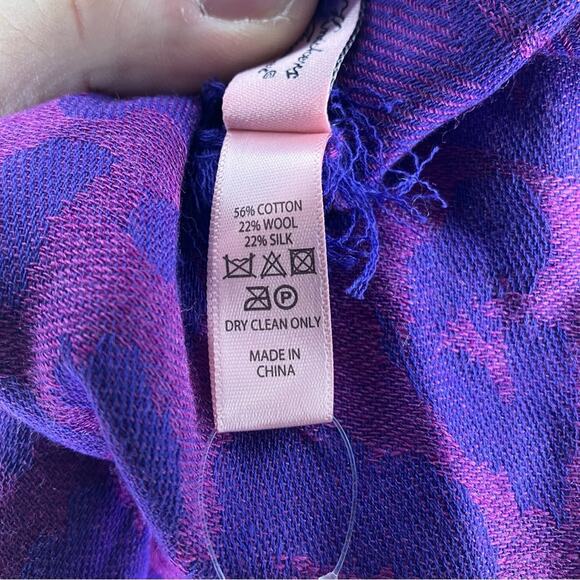 56% COTTON
22% WOOL
22% SILK
P
DRY CLEAN ONLY
MADE IN
CHINA